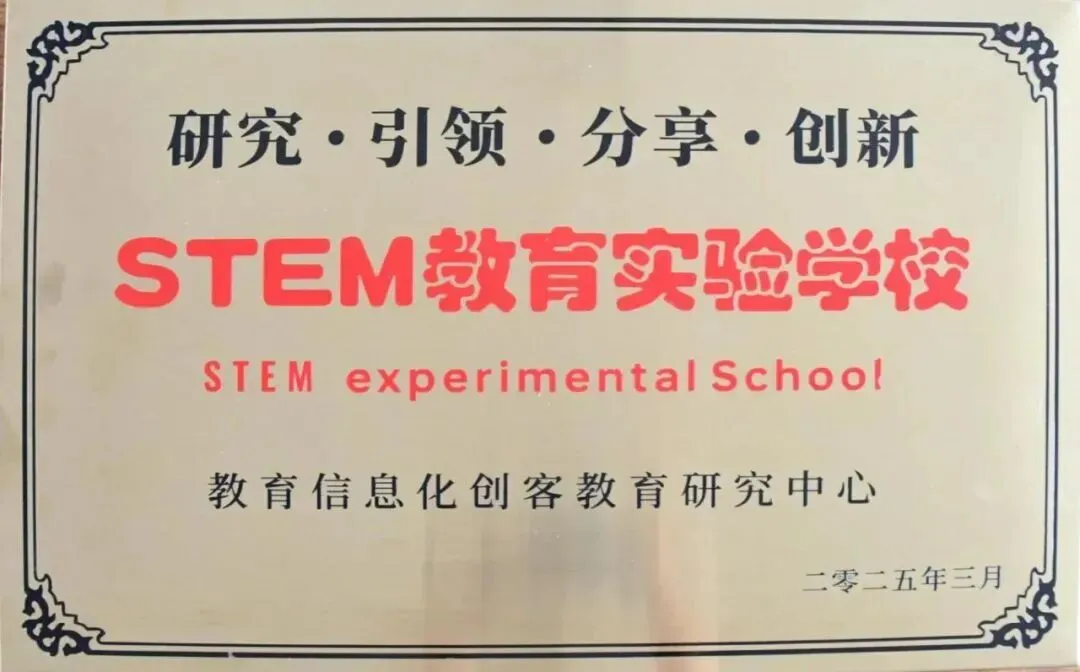 研究·引领·分享·创新
STEM教育实验学校
STEM experimental School
教育信息化创客教育研究中心
二零二五年三月